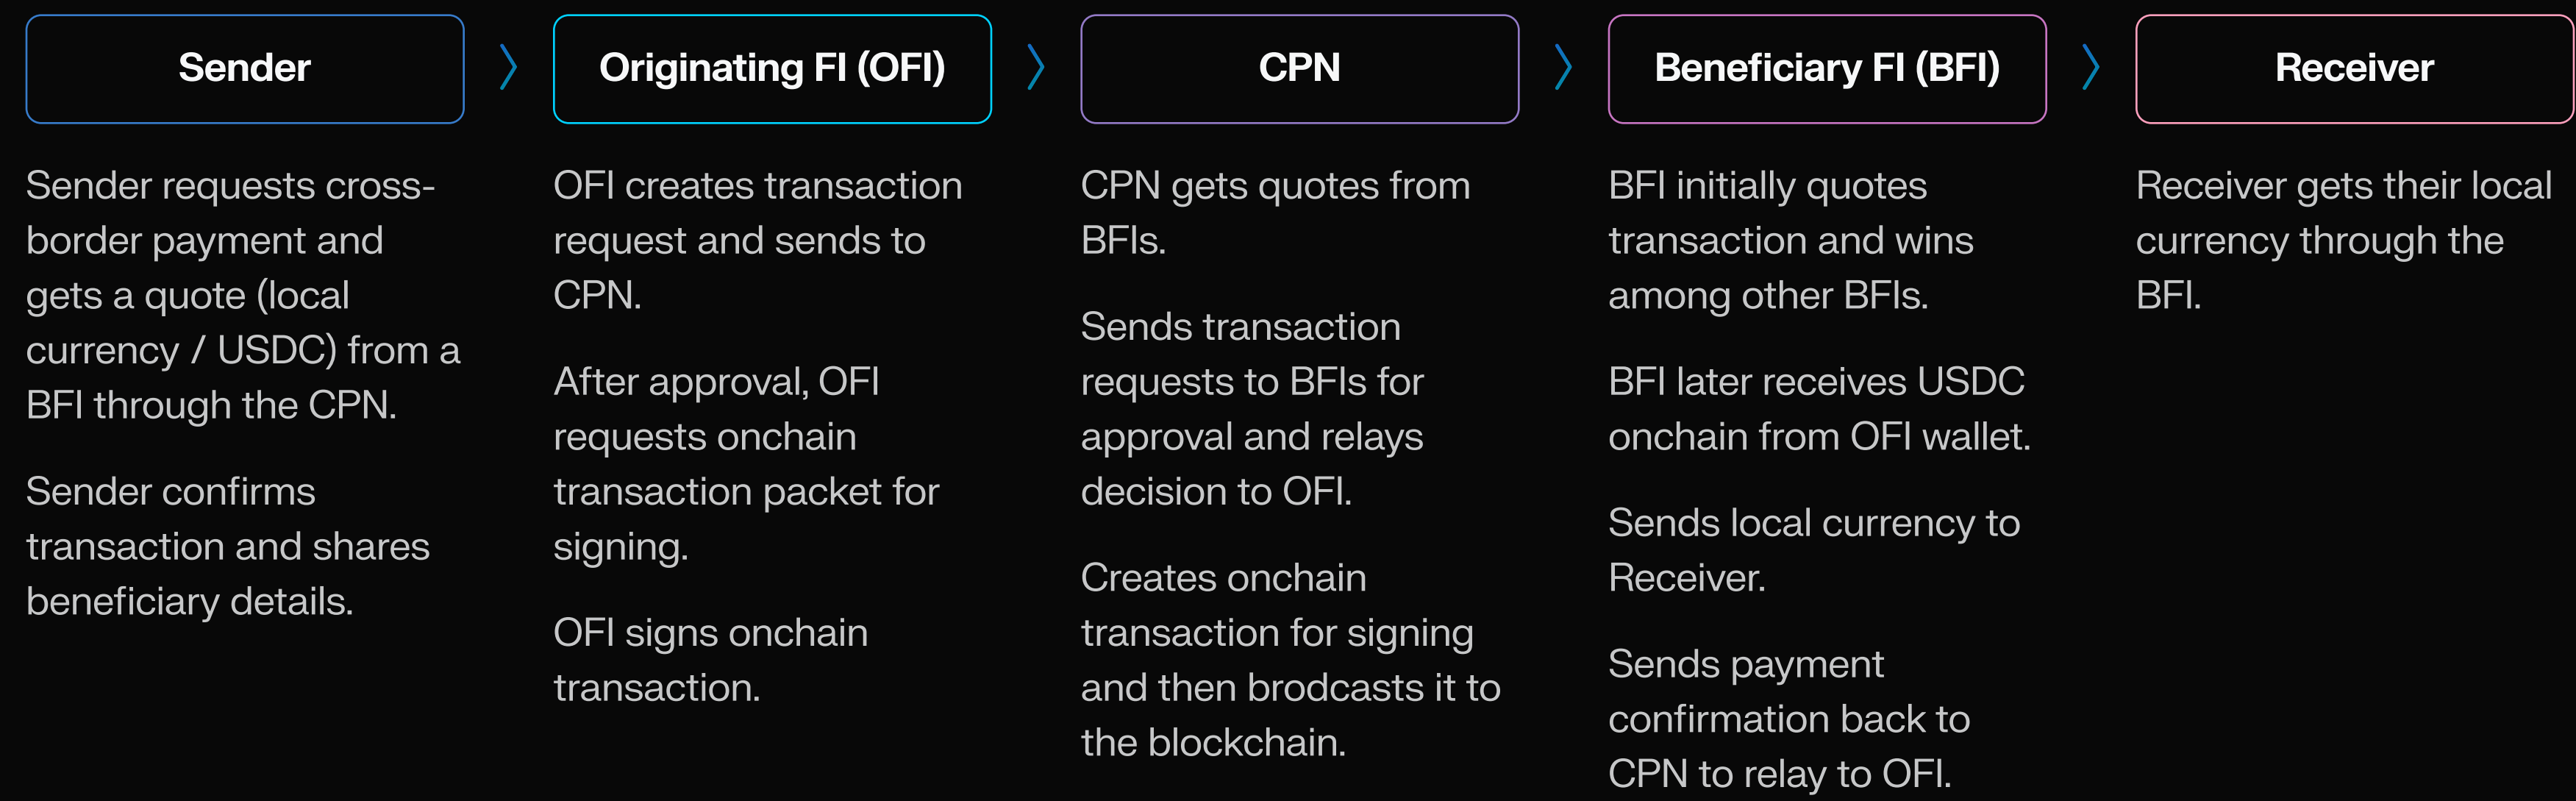 Sender
Originating FI (OFI)
CPN
Beneficiary FI (BFI)
Receiver
Sender requests cross-
border payment and
gets a quote (local
currency / USDC) from a
BFI through the CPN.
Sender confirms
transaction and shares
beneficiary details.
OFI creates transaction
request and sends to
CPN.
After approval, OFI
requests onchain
transaction packet for
signing.
OFI signs onchain
transaction.
CPN gets quotes from
BFIs.
Sends transaction
requests to BFIs for
approval and relays
decision to OFI.
Creates onchain
transaction for signing
and then brodcasts it to
the blockchain.
BFI initially quotes
transaction and wins
among other BFIs.
BFI later receives USDC
onchain from OFI wallet.
Sends local currency to
Receiver.
Sends payment
confirmation back to
CPN to relay to OFI.
Receiver gets their local
currency through the
BFI.